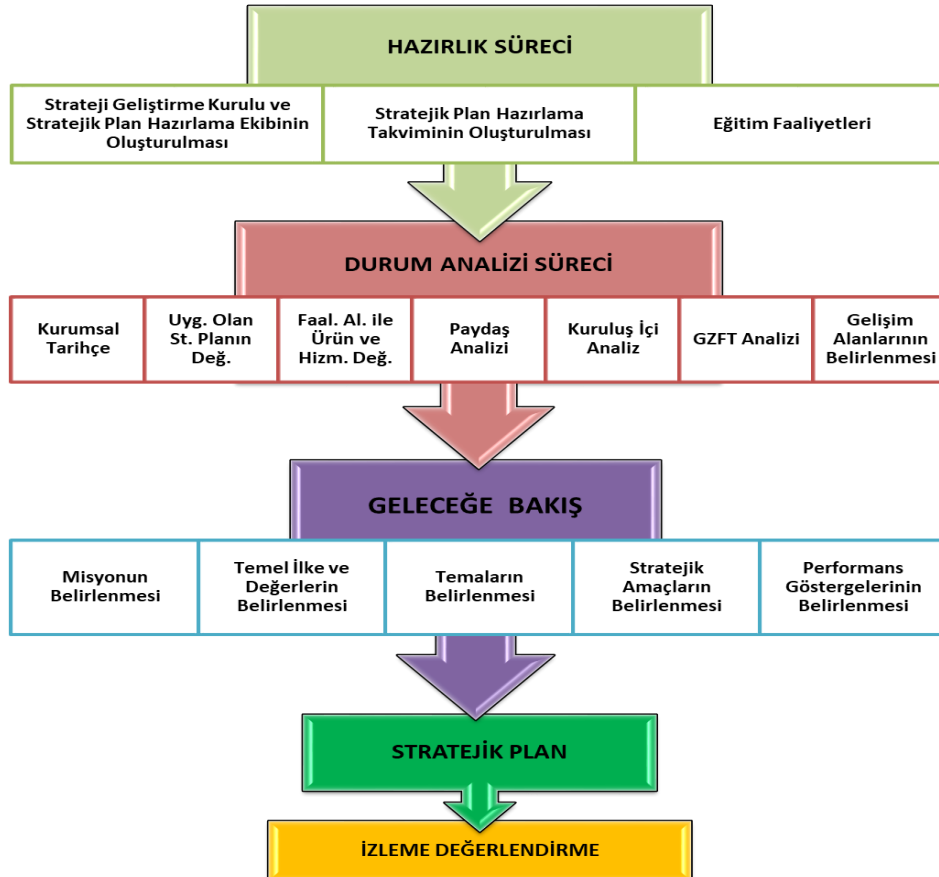 HAZIRLIK SÜRECİ
Strateji Geliştirme Kurulu ve
Stratejik Plan Hazırlama Ekibinin
Oluşturulması
Stratejik Plan Hazırlama
Takviminin Oluşturulması
Eğitim Faaliyetleri
DURUM ANALİZİ SÜRECİ
Kurumsal
Tarihçe
Uyg. Olan
St. Planın
Değ.
Faal. Al. ile
Ürün ve
Hizm. Değ.
Paydaş
Analizi
Kuruluş İçi
Analiz
GZFT Analizi
Gelişim
Alanlarının
Belirlenmesi
GELECEĞE BAKIŞ
Misyonun
Belirlenmesi
Temel İlke ve
Değerlerin
Belirlenmesi
Temaların
Belirlenmesi
Stratejik
Amaçların
Belirlenmesi
Performans
Göstergelerinin
Belirlenmesi
STRATEJİK PLAN
İZLEME DEĞERLENDİRME